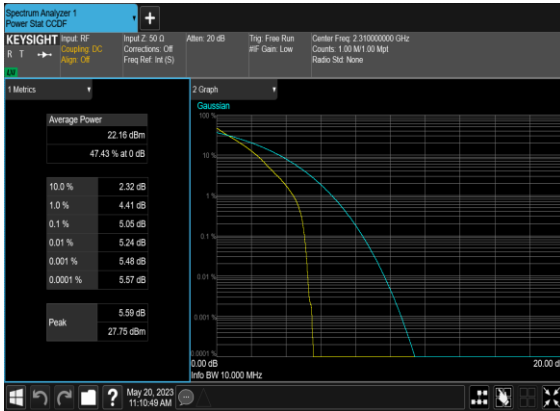 Spectrum Analyzer 1
Power Stat CCDF
KEYSIGHT
R T
LV
Input: RF
Coupling: DC
Align: Off
Input Z: 50 Ω
Corrections: Off
Freq Ref: Int (S)
Atten: 20 dB
Trig: Free Run
#IF Gain: Low
Center Freq: 2.310000000 GHz
Counts: 1.00 M/1.00 Mpt
Radio Std: None
1 Metrics
Average Power
22.16 dBm
47.43 % at 0 dB
10.0 % 2.32 dB
1.0 % 4.41 dB
0.1 % 5.05 dB
0.01 % 5.24 dB
0.001 % 5.48 dB
0.0001 % 5.57 dB
Peak
5.59 dB
27.75 dBm
2 Graph
Gaussian
100 %
10 %
1 %
0.1 %
0.01 %
0.001 %
0.0001 %
0.00 dB
20.00 d
Info BW 10.000 MHz
May 20, 2023
11:10:49 AM